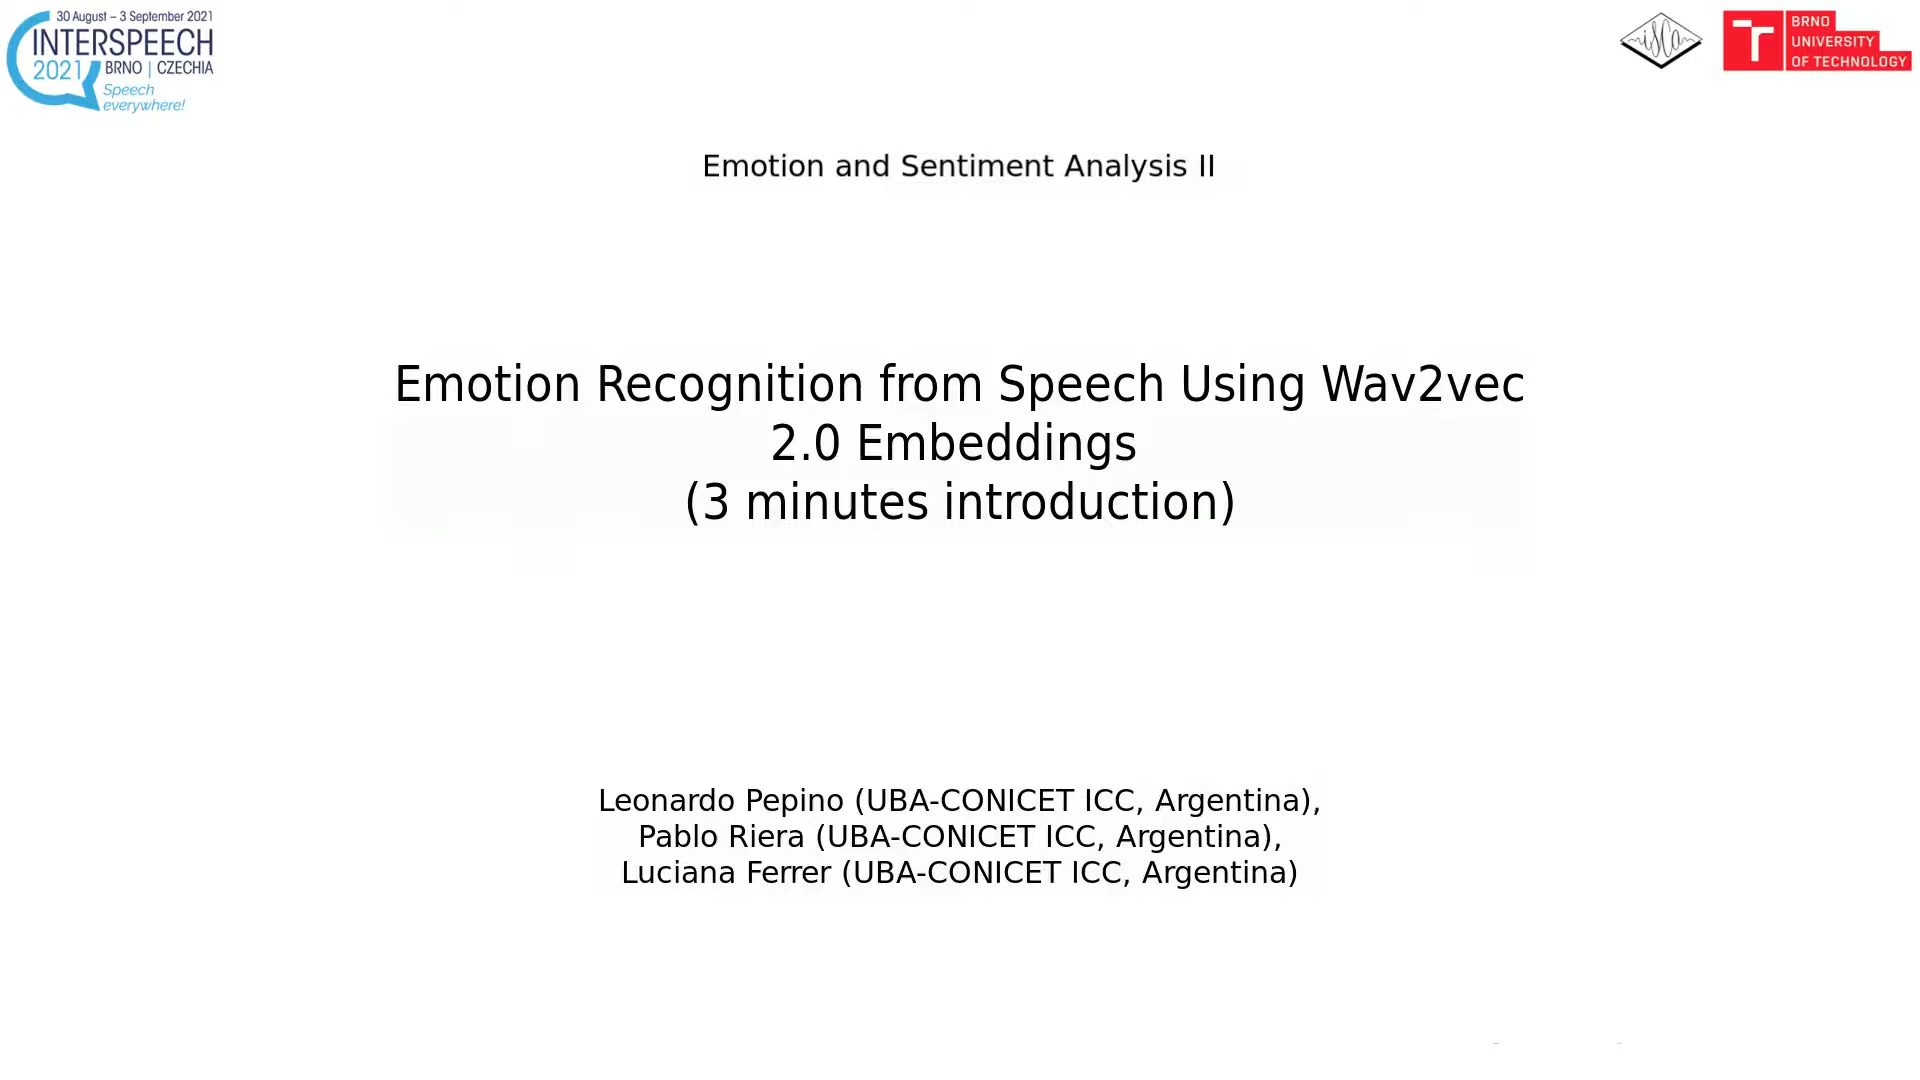 30 August – 3 September 2021
INTERSPEECH
2021 BRNO | CZECHIA
Speech
everywhere!
isca
BRNO
UNIVERSITY
OF TECHNOLOGY
Emotion and Sentiment Analysis II
Emotion Recognition from Speech Using Wav2vec
2.0 Embeddings
(3 minutes introduction)
Leonardo Pepino (UBA-CONICET ICC, Argentina),
Pablo Riera (UBA-CONICET ICC, Argentina),
Luciana Ferrer (UBA-CONICET ICC, Argentina)